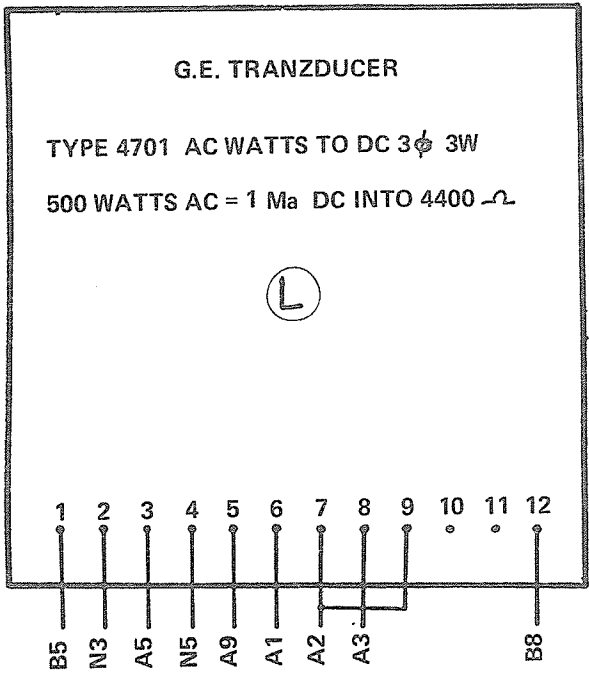 G.E. TRANZDUCER
TYPE 4701 AC WATTS TO DC 3ϕ 3W
500 WATTS AC = 1 Ma DC INTO 4400 Ω
L
1 2 3 4 5 6 7 8 9 10 11 12
B5 N3 A5 N5 A9 A1 A2 A3 B8